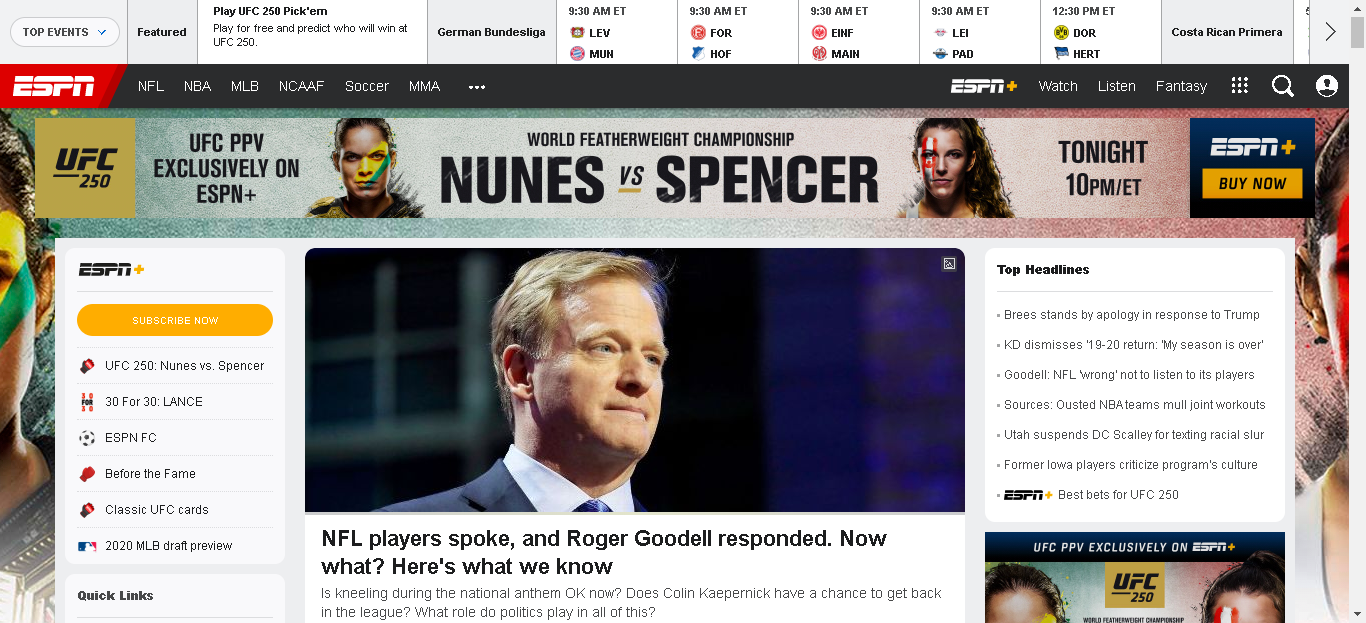 TOP EVENTS
Featured
Play UFC 250 Pick'em
Play for free and predict who will win at
UFC 250.
German Bundesliga
9:30 AM ET
LEV
MUN
9:30 AM ET
FOR
HOF
9:30 AM ET
EINF
MAIN
9:30 AM ET
LEI
PAD
12:30 PM ET
DOR
HERT
Costa Rican Primera
ESPN
NFL
NBA
MLB
NCAAF
Soccer
MMA
ESPN+
Watch
Listen
Fantasy
UFC
250
UFC PPV
EXCLUSIVELY ON
ESPN+
WORLD FEATHERWEIGHT CHAMPIONSHIP
NUNES VS SPENCER
TONIGHT
10PM/ET
ESPN+
BUY NOW
ESPN+
SUBSCRIBE NOW
UFC 250: Nunes vs. Spencer
30 FOR 30
30 For 30: LANCE
ESPN FC
Before the Fame
Classic UFC cards
2020 MLB draft preview
Quick Links
NFL players spoke, and Roger Goodell responded. Now
what? Here's what we know
Is kneeling during the national anthem OK now? Does Colin Kaepernick have a chance to get back
in the league? What role do politics play in all of this?
Top Headlines
Brees stands by apology in response to Trump
KD dismisses '19-20 return: 'My season is over'
Goodell: NFL 'wrong' not to listen to its players
Sources: Ousted NBA teams mull joint workouts
Utah suspends DC Scalley for texting racial slur
Former Iowa players criticize program's culture
ESPN+ Best bets for UFC 250
UFC PPV EXCLUSIVELY ON ESPN+
UFC
250
WORLD FEATHERWEIGHT CHAMPIONSHIP